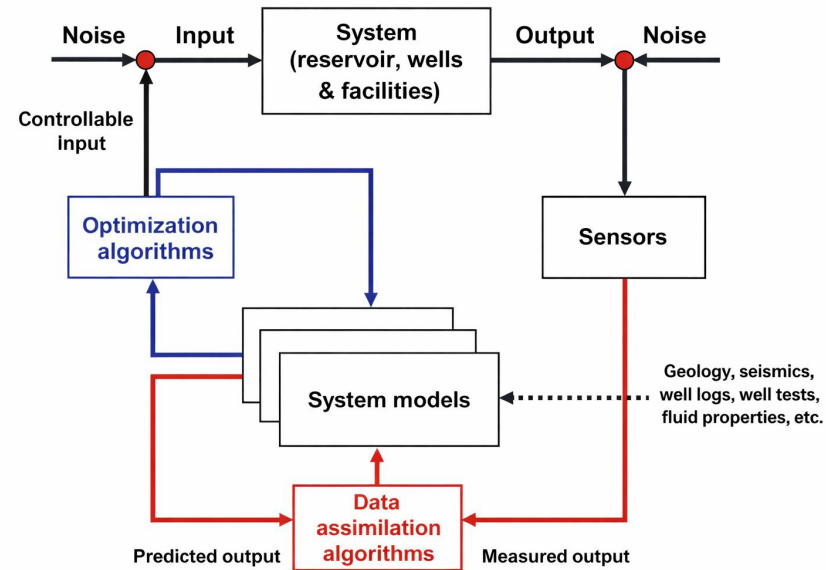 Noise
Input
System
(reservoir, wells
& facilities)
Output
Noise
Controllable
input
Optimization
algorithms
Sensors
Geology, seismics,
well logs, well tests,
fluid properties, etc.
System models
Data
assimilation
algorithms
Predicted output
Measured output